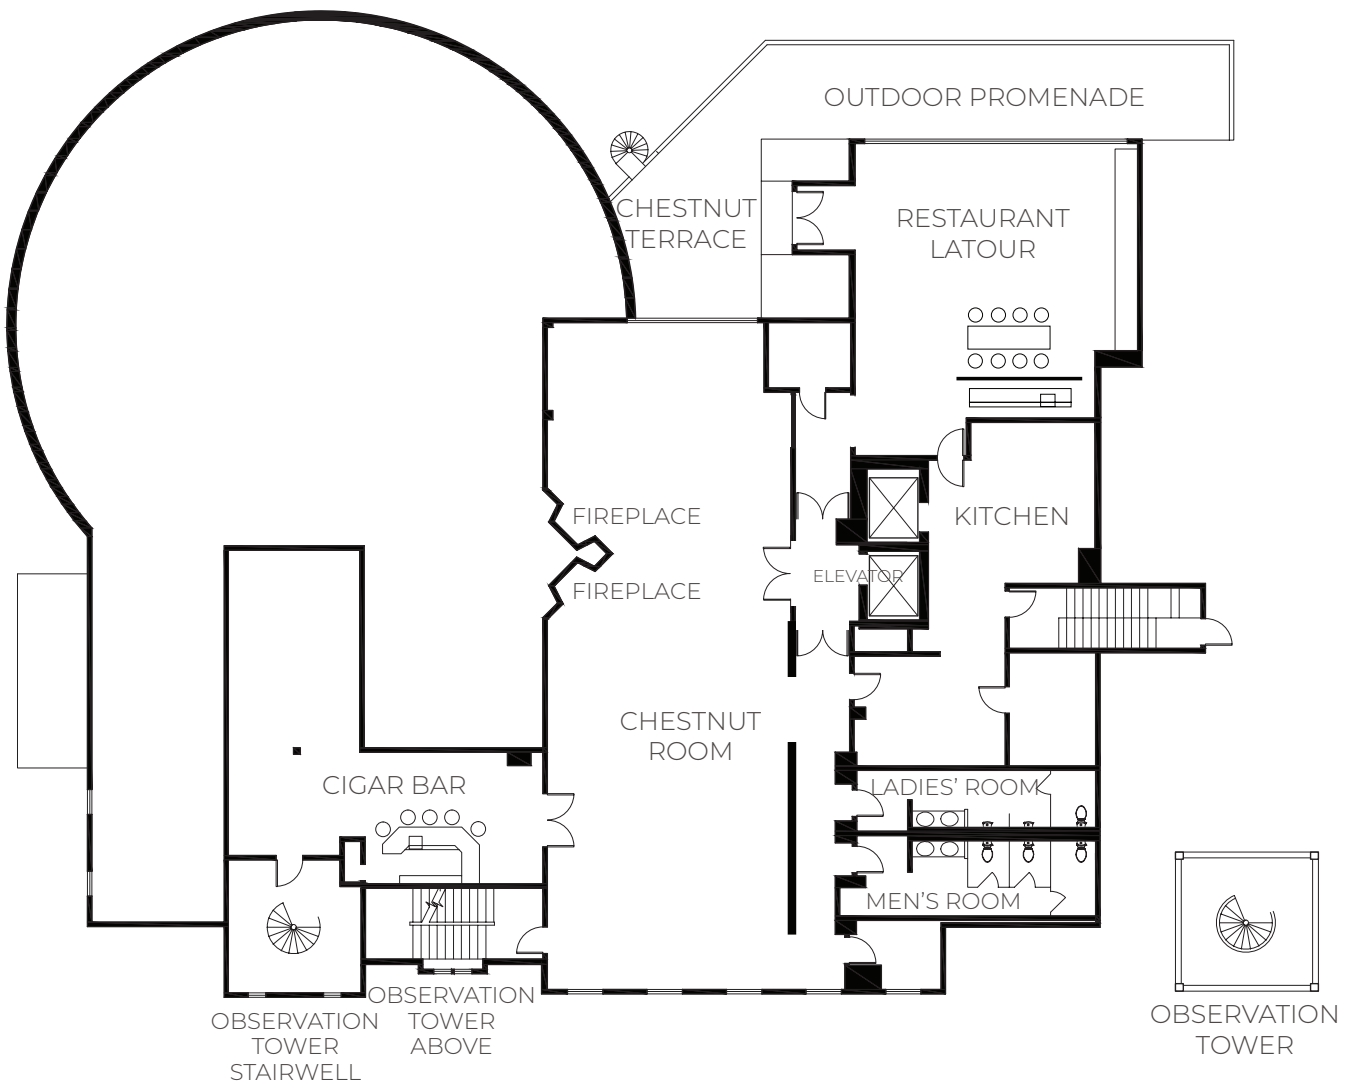 OUTDOOR PROMENADE
CHESTNUT
TERRACE
RESTAURANT
LATOUR
FIREPLACE
KITCHEN
ELEVATOR
FIREPLACE
CHESTNUT
ROOM
CIGAR BAR
LADIES' ROOM
MEN'S ROOM
OBSERVATION
TOWER
ABOVE
OBSERVATION
TOWER
STAIRWELL
OBSERVATION
TOWER